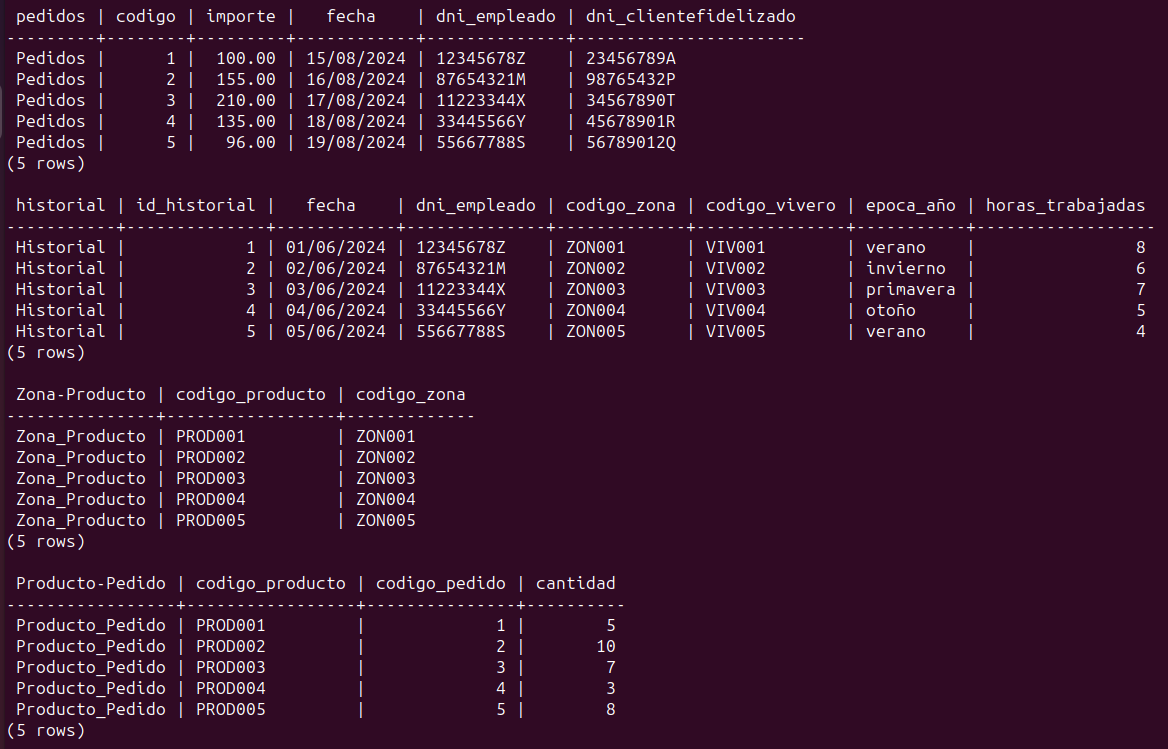 pedidos | codigo | importe |   fecha    | dni_empleado | dni_clientefidelizado 
---------+--------+---------+------------+--------------+-----------------------
 Pedidos |      1 |  100.00 | 15/08/2024 | 12345678Z    | 23456789A
 Pedidos |      2 |  155.00 | 16/08/2024 | 87654321M    | 98765432P
 Pedidos |      3 |  210.00 | 17/08/2024 | 11223344X    | 34567890T
 Pedidos |      4 |  135.00 | 18/08/2024 | 33445566Y    | 45678901R
 Pedidos |      5 |   96.00 | 19/08/2024 | 55667788S    | 56789012Q
(5 rows)

 historial | id_historial |   fecha    | dni_empleado | codigo_zona | codigo_vivero | epoca_año | horas_trabajadas 
-----------+--------------+------------+--------------+-------------+---------------+-----------+------------------
 Historial |            1 | 01/06/2024 | 12345678Z    | ZON001      | VIV001        | verano    |                8
 Historial |            2 | 02/06/2024 | 87654321M    | ZON002      | VIV002        | invierno  |                6
 Historial |            3 | 03/06/2024 | 11223344X    | ZON003      | VIV003        | primavera |                7
 Historial |            4 | 04/06/2024 | 33445566Y    | ZON004      | VIV004        | otoño     |                5
 Historial |            5 | 05/06/2024 | 55667788S    | ZON005      | VIV005        | verano    |                4
(5 rows)

 Zona-Producto | codigo_producto | codigo_zona 
---------------+-----------------+-------------
 Zona_Producto | PROD001         | ZON001
 Zona_Producto | PROD002         | ZON002
 Zona_Producto | PROD003         | ZON003
 Zona_Producto | PROD004         | ZON004
 Zona_Producto | PROD005         | ZON005
(5 rows)

 Producto-Pedido | codigo_producto | codigo_pedido | cantidad 
-----------------+-----------------+---------------+----------
 Producto_Pedido | PROD001         |             1 |        5
 Producto_Pedido | PROD002         |             2 |       10
 Producto_Pedido | PROD003         |             3 |        7
 Producto_Pedido | PROD004         |             4 |        3
 Producto_Pedido | PROD005         |             5 |        8
(5 rows)